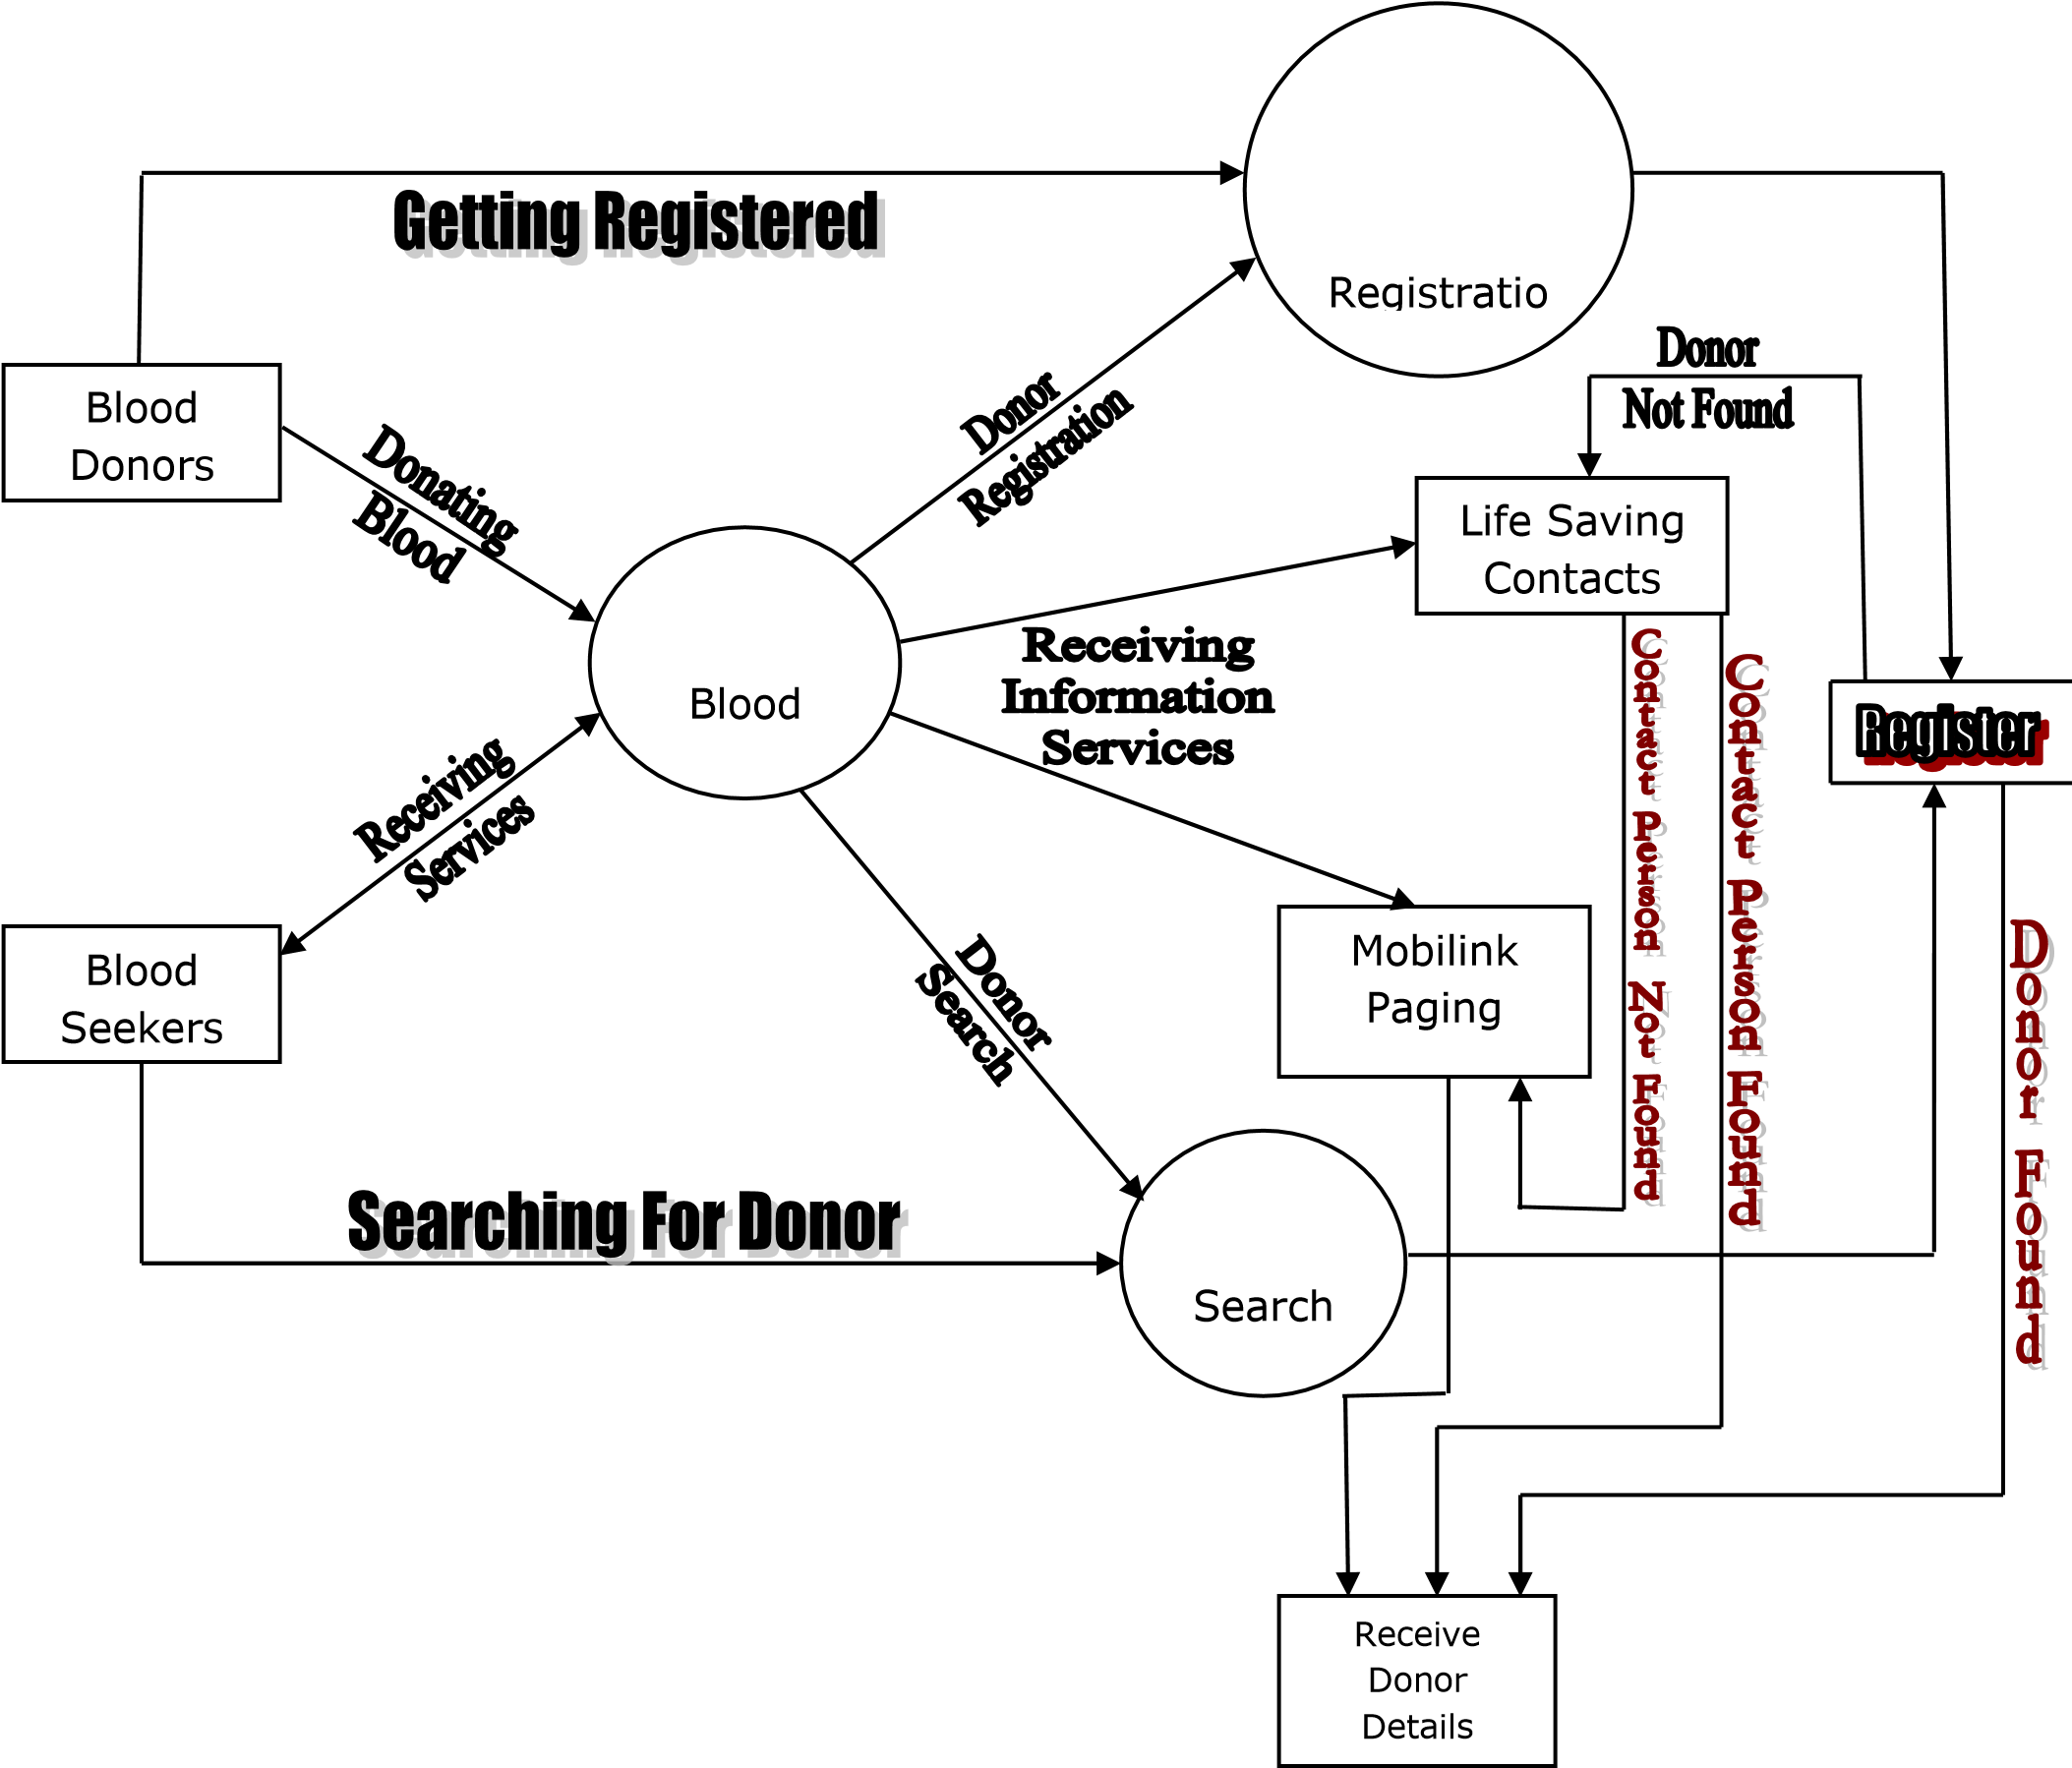 Getting Registered
Registratio
Donor
Not Found
Blood
Donors
Donating
Blood
Donor
Registration
Life Saving
Contacts
Blood
Receiving
Information
Services
Register
Contact Person Not Found
Contact Person Found
Receiving
Services
Mobilink
Paging
Donor Found
Blood
Seekers
Donor
Search
Searching For Donor
Search
Receive
Donor
Details